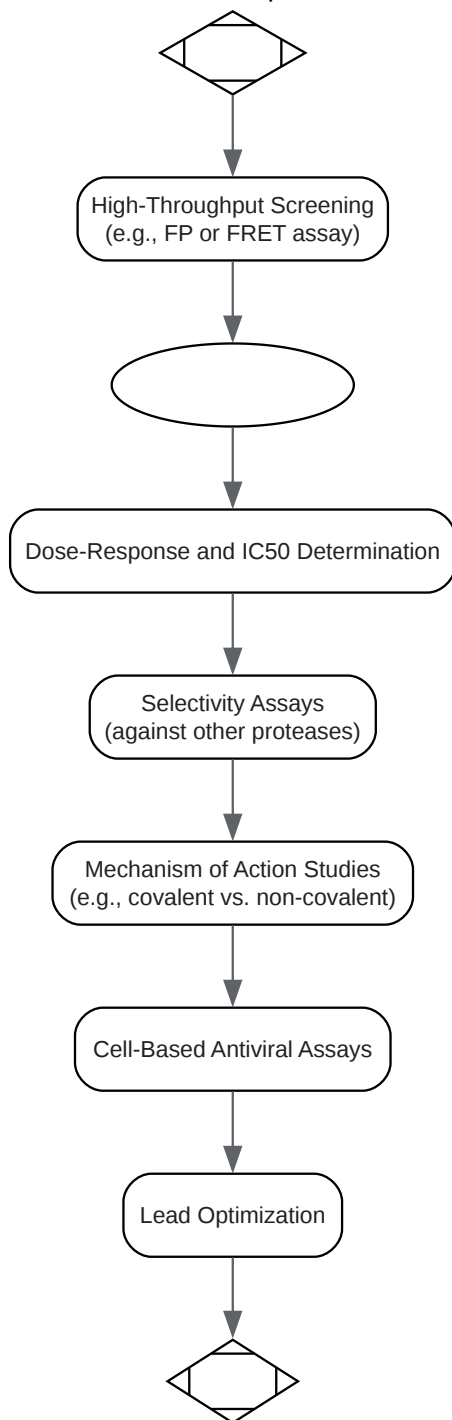 High-Throughput Screening
(e.g., FP or FRET assay)
Dose-Response and IC50 Determination
Selectivity Assays
(against other proteases)
Mechanism of Action Studies
(e.g., covalent vs. non-covalent)
Cell-Based Antiviral Assays
Lead Optimization